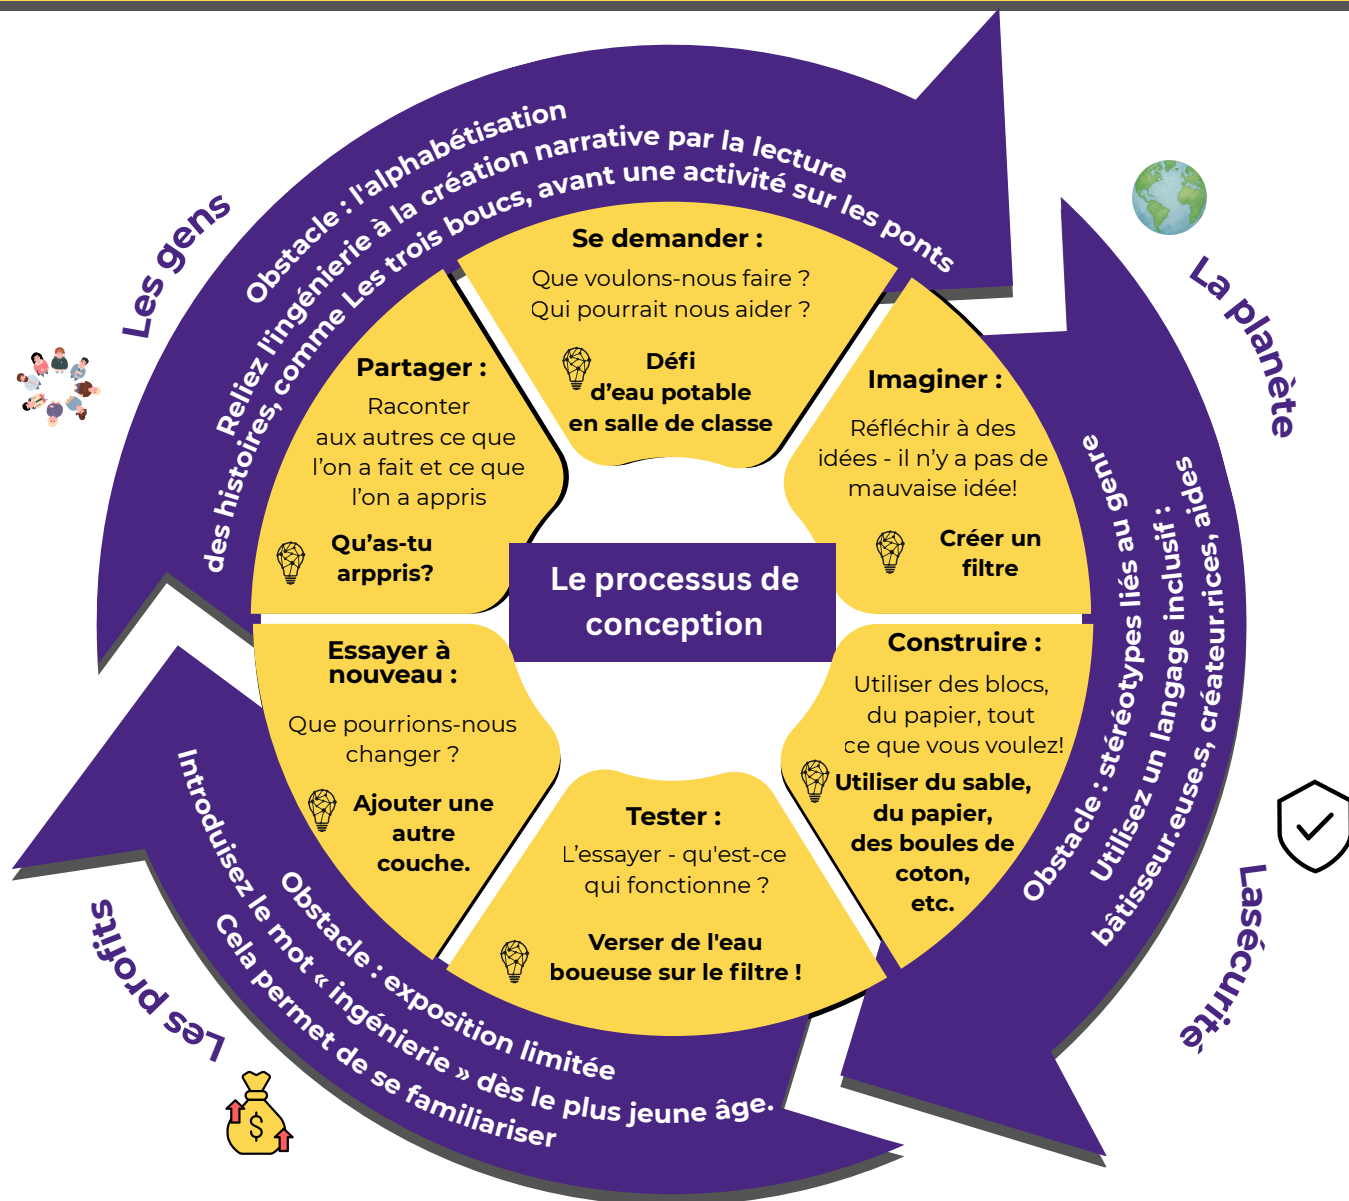 Les gens
Obstacle : l'alphabétisation
Reliez l'ingénierie à la création narrative par la lecture
des histoires, comme Les trois boucs, avant une activité sur les ponts
La planète
Se demander :
Que voulons-nous faire ?
Qui pourrait nous aider ?
Défi
d’eau potable
en salle de classe
Imaginer :
Réfléchir à des
idées - il n’y a pas de
mauvaise idée!
Créer un
filtre
Obstacle : stéréotypes liés au genre
Utilisez un langage inclusif :
bâtisseur.euse.s, créateur.rices, aides
Construire :
Utiliser des blocs,
du papier, tout
ce que vous voulez!
Utiliser du sable,
du papier,
des boules de
coton,
etc.
Lasécurité
Tester :
L’essayer - qu'est-ce
qui fonctionne ?
Verser de l'eau
boueuse sur le filtre !
Obstacle : exposition limitée
Introduisez le mot « ingénierie » dès le plus jeune âge.
Cela permet de se familiariser
Les profits
$
Essayer à
nouveau :
Que pourrions-nous
changer ?
Ajouter une
autre
couche.
Partager :
Raconter
aux autres ce que
l’on a fait et ce que
l’on a appris
Qu’as-tu
arppris?
Le processus de
conception